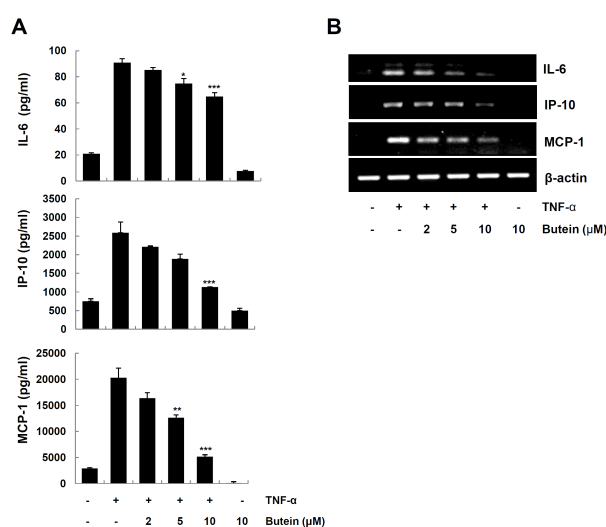 A
IL-6 (pg/ml)
100
80
60
40
20
0
*
***
IP-10 (pg/ml)
3500
3000
2500
2000
1500
1000
500
0
***
MCP-1 (pg/ml)
25000
20000
15000
10000
5000
0
**
***
- + + + + - TNF-α
- - 2 5 10 10 Butein (μM)
B
IL-6
IP-10
MCP-1
β-actin
- + + + + - TNF-α
- - 2 5 10 10 Butein (μM)